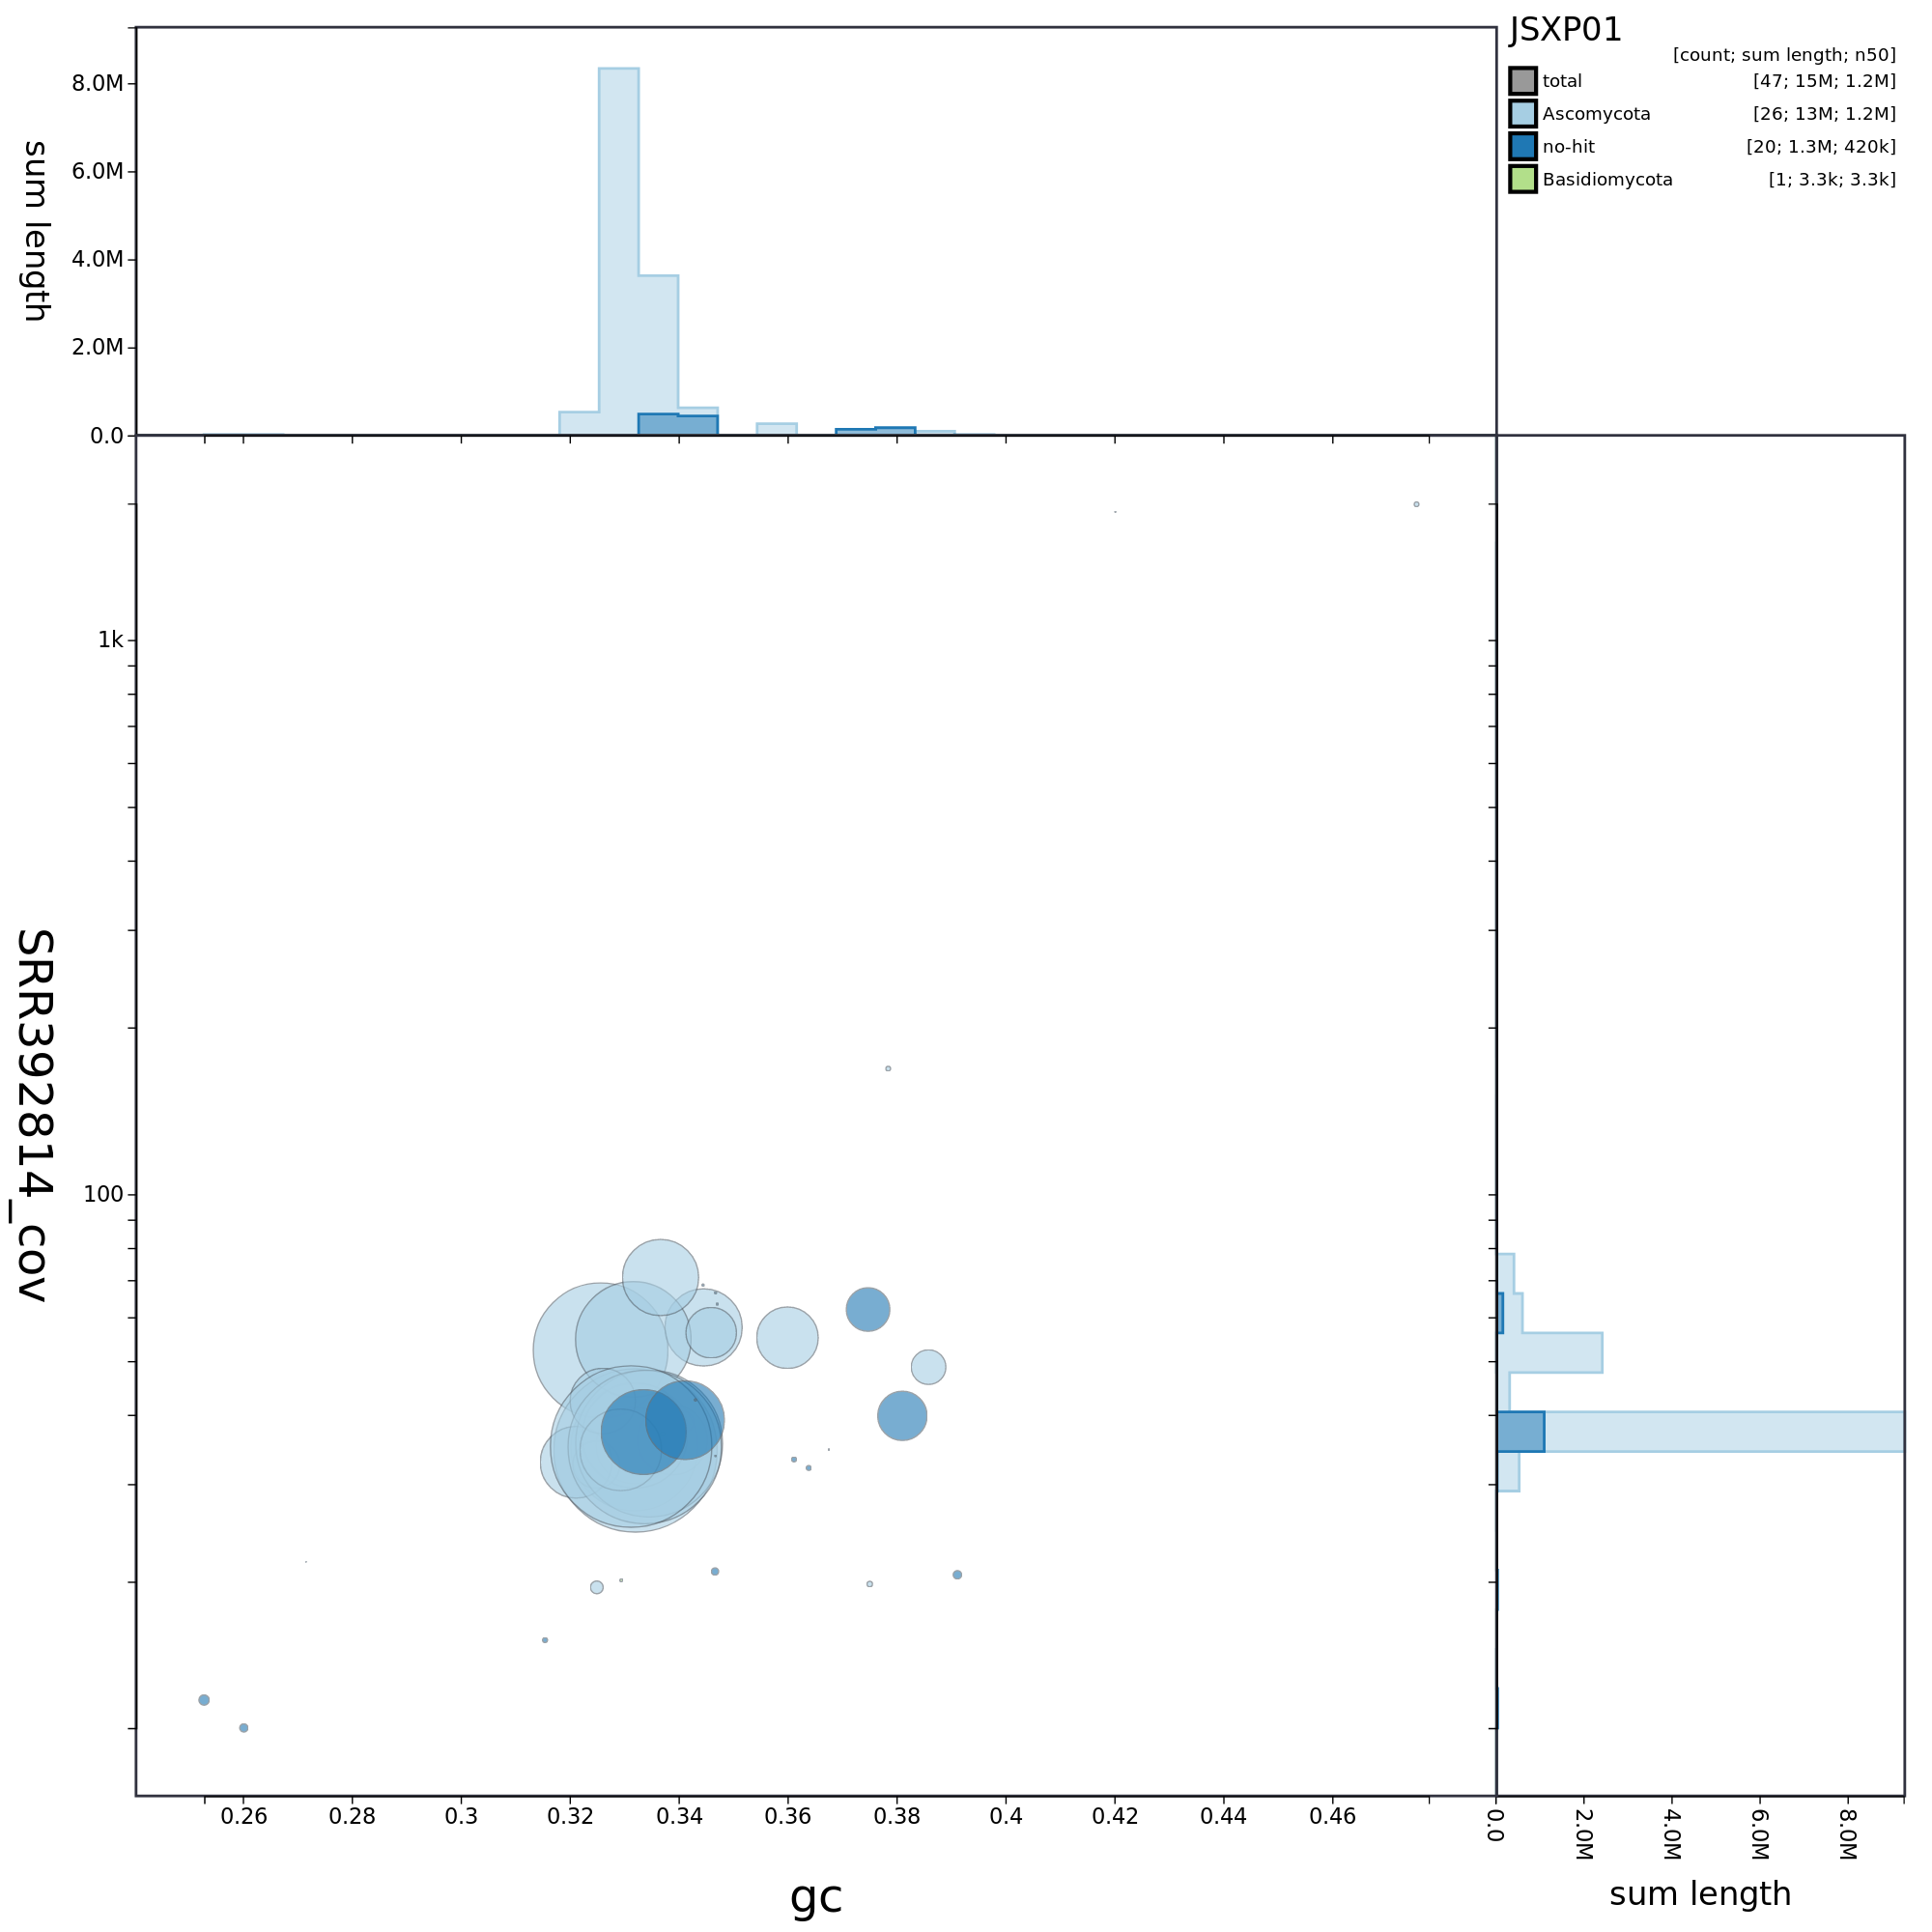 JSXP01
[count; sum length; n50]
total [47; 15M; 1.2M]
Ascomycota [26; 13M; 1.2M]
no-hit [20; 1.3M; 420k]
Basidiomycota [1; 3.3k; 3.3k]
sum length
8.0M
6.0M
4.0M
2.0M
0.0
SRR392814_cov
1k
100
0.26 0.28 0.3 0.32 0.34 0.36 0.38 0.4 0.42 0.44 0.46
gc
0.0 2.0M 4.0M 6.0M 8.0M
sum length